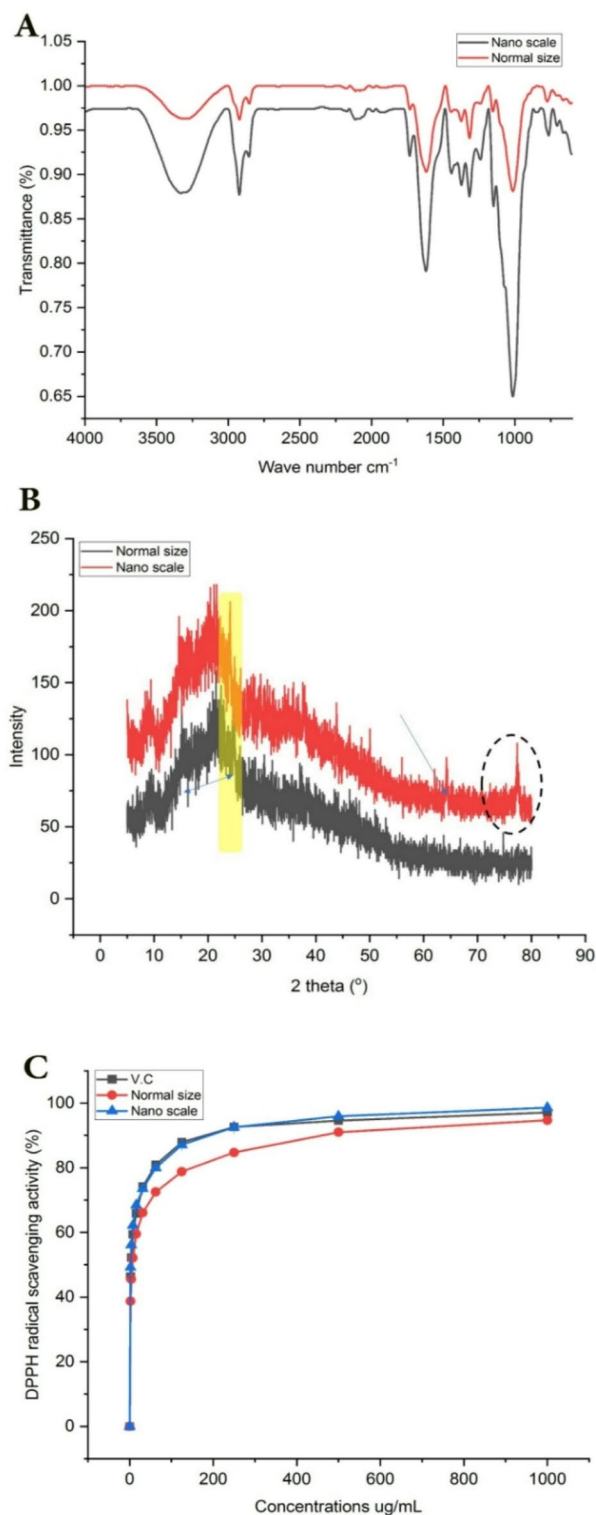 A
Nano scale
Normal size
1.05
1.00
0.95
0.90
0.85
0.80
0.75
0.70
0.65
Transmittance (%)
4000 3500 3000 2500 2000 1500 1000
Wave number cm⁻¹
B
Normal size
Nano scale
250
200
150
100
50
0
Intensity
0 10 20 30 40 50 60 70 80 90
2 theta (°)
C
V.C
Normal size
Nano scale
100
80
60
40
20
0
DPPH radical scavenging activity (%)
0 200 400 600 800 1000
Concentrations ug/mL